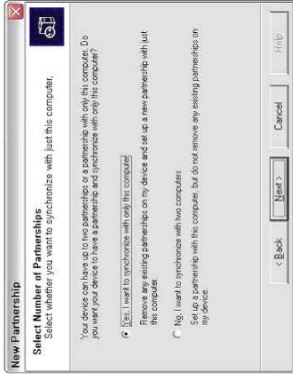 New Partnership
Select Number of Partnerships
Select whether you want to synchronize with just this computer.
Your device can have up to two partnerships or a partnership with only this computer. Do
you want your device to have a partnership and synchronize with only this computer?
Yes, I want to synchronize with only this computer
Remove any existing partnerships on my device and set up a new partnership with just
this computer.
No, I want to synchronize with two computers
Set up a partnership with this computer, but do not remove any existing partnerships on
my device.
< Back
Next >
Cancel
Help